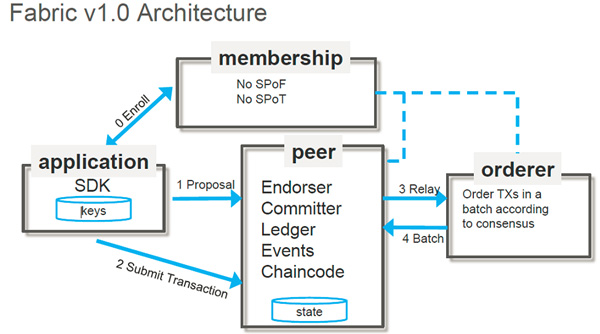 Fabric v1.0 Architecture
membership
No SPoF
No SPoT
0 Enroll
application
SDK
keys
1 Proposal
2 Submit Transaction
peer
Endorser
Committer
Ledger
Events
Chaincode
state
3 Relay
4 Batch
orderer
Order TXs in a
batch according
to consensus